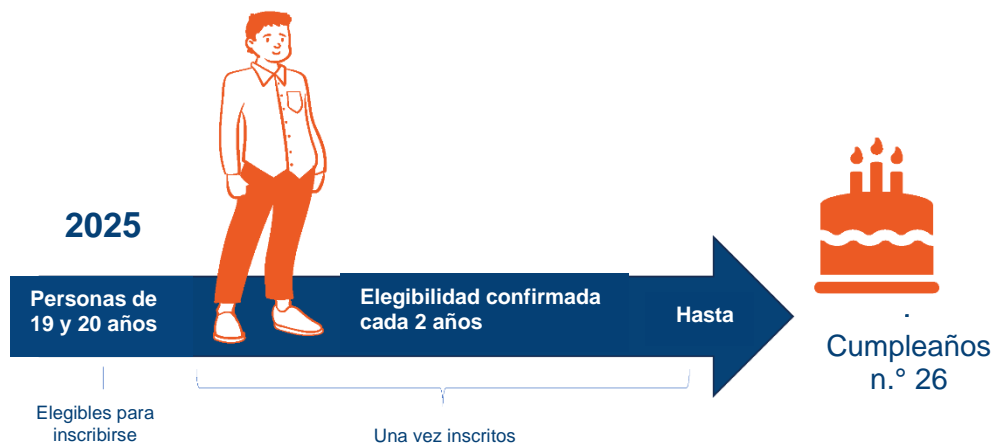 2025
Personas de
19 y 20 años
Elegibilidad confirmada
cada 2 años
Hasta
.
Cumpleaños
n.° 26
Elegibles para
inscribirse
Una vez inscritos